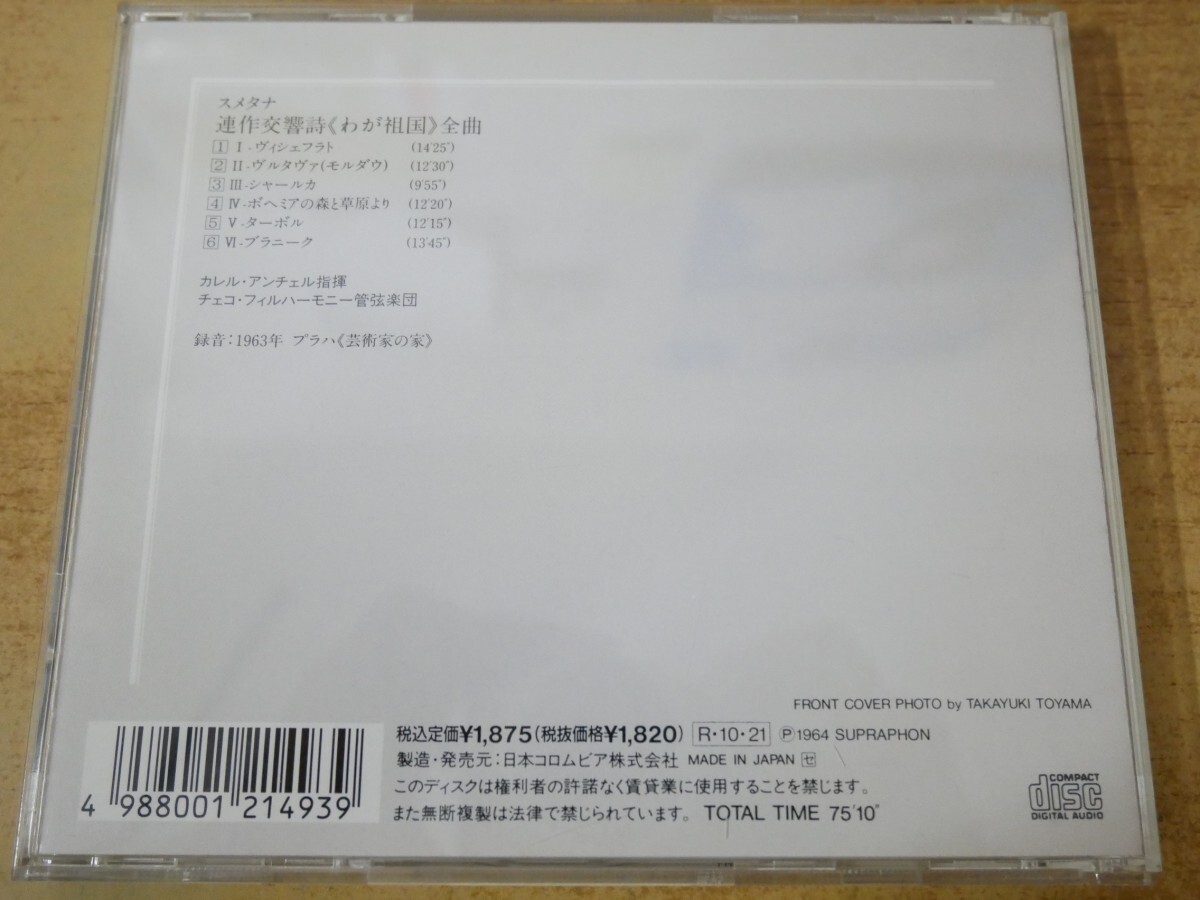 スメタナ
連作交響詩《わが祖国》全曲
1 I-ヴィシェフラト (14'25")
2 II-ヴルタヴァ(モルダウ) (12'30")
3 III-シャールカ (9'55")
4 IV-ボヘミアの森と草原より (12'20")
5 V-ターボル (12'15")
6 VI-ブラニーク (13'45")
カレル・アンチェル指揮
チェコ・フィルハーモニー管弦楽団
録音:1963年 プラハ《芸術家の家》
FRONT COVER PHOTO by TAKAYUKI TOYAMA
税込定価¥1,875(税抜価格¥1,820) R・10・21 ℗1964 SUPRAPHON
製造・発売元:日本コロムビア株式会社 MADE IN JAPAN セ
このディスクは権利者の許諾なく賃貸業に使用することを禁じます。
また無断複製は法律で禁じられています。 TOTAL TIME 75'10"
4 988001 214939
COMPACT
disc
DIGITAL AUDIO